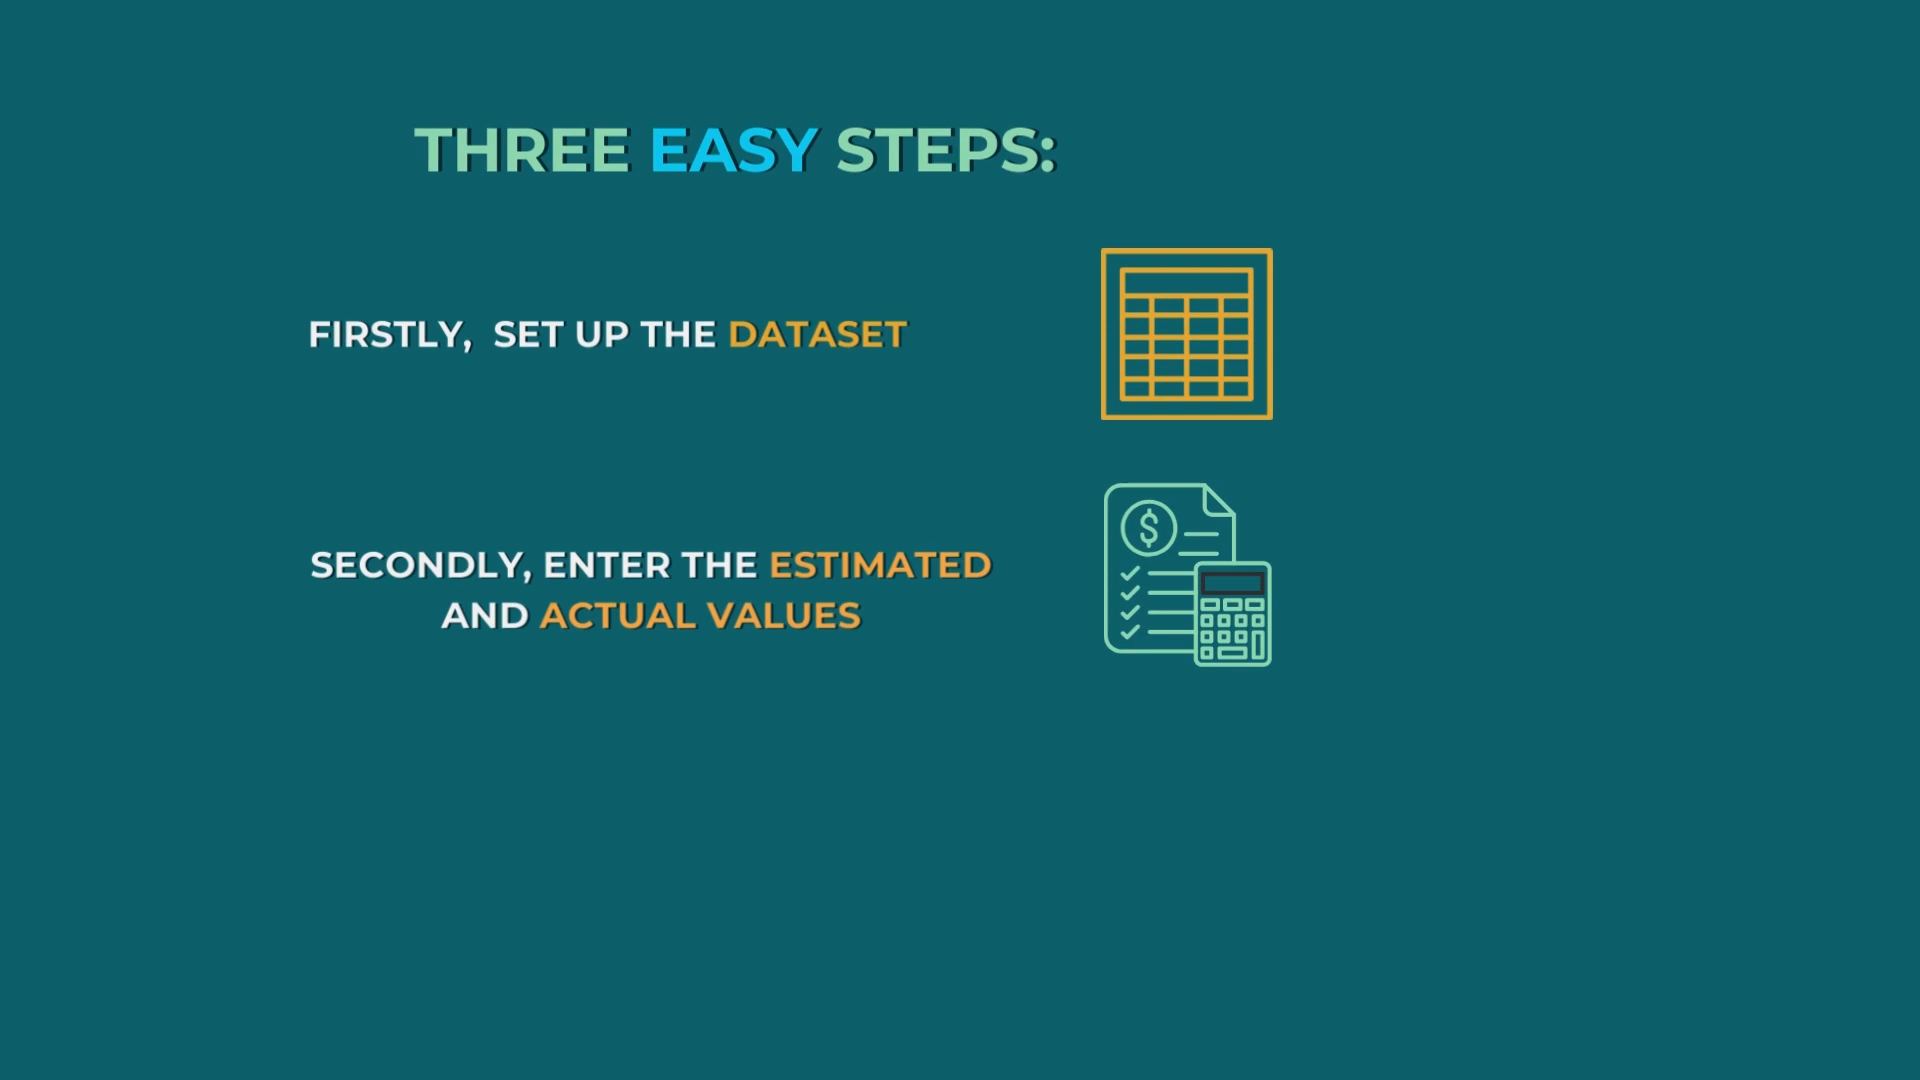 THREE EASY STEPS:
FIRSTLY, SET UP THE DATASET
SECONDLY, ENTER THE ESTIMATED
AND ACTUAL VALUES
$